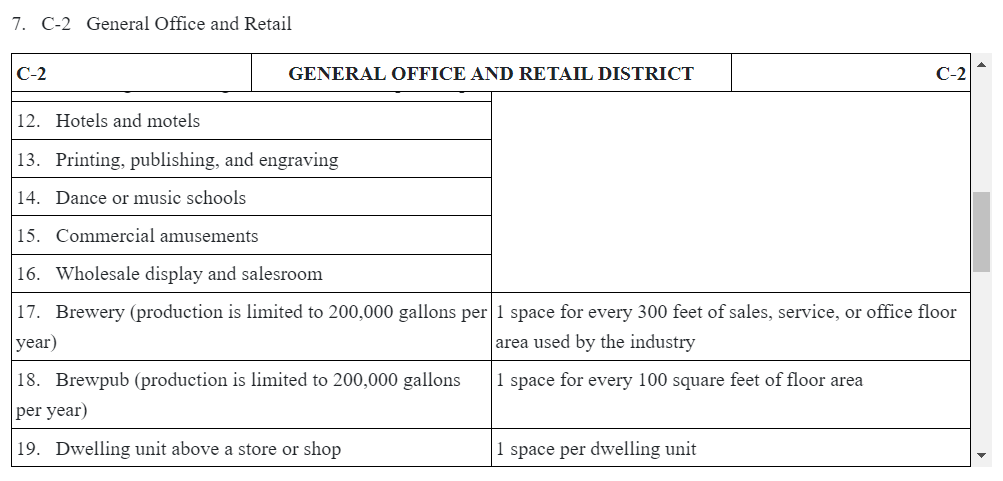 7. C-2 General Office and Retail
C-2 GENERAL OFFICE AND RETAIL DISTRICT C-2
12. Hotels and motels
13. Printing, publishing, and engraving
14. Dance or music schools
15. Commercial amusements
16. Wholesale display and salesroom
17. Brewery (production is limited to 200,000 gallons per year)
1 space for every 300 feet of sales, service, or office floor area used by the industry
18. Brewpub (production is limited to 200,000 gallons per year)
1 space for every 100 square feet of floor area
19. Dwelling unit above a store or shop
1 space per dwelling unit